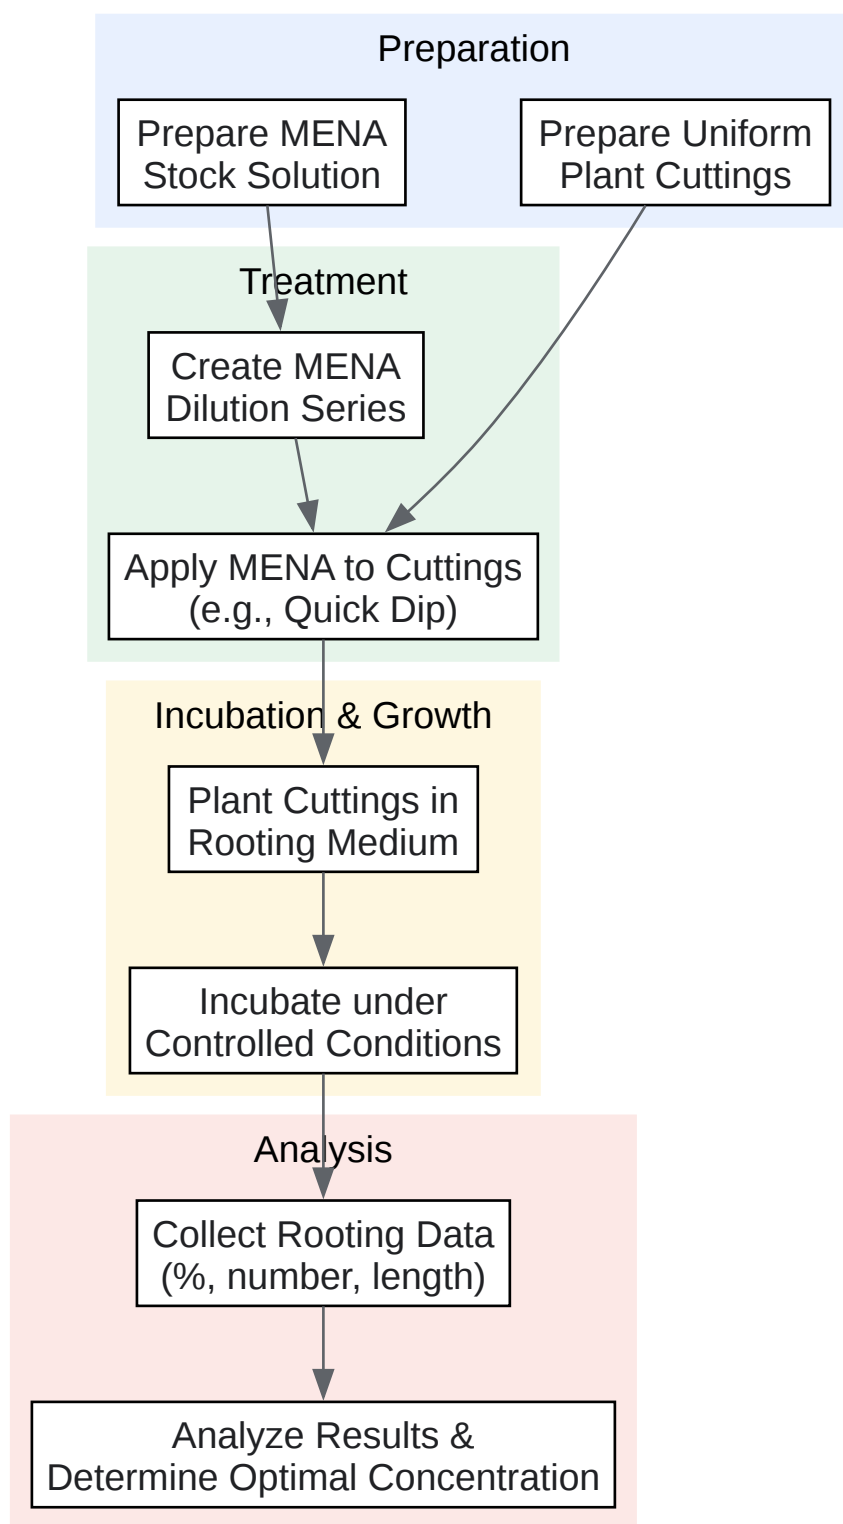 Preparation
Prepare MENA
Stock Solution
Prepare Uniform
Plant Cuttings
Treatment
Create MENA
Dilution Series
Apply MENA to Cuttings
(e.g., Quick Dip)
Incubation & Growth
Plant Cuttings in
Rooting Medium
Incubate under
Controlled Conditions
Analysis
Collect Rooting Data
(%, number, length)
Analyze Results &
Determine Optimal Concentration